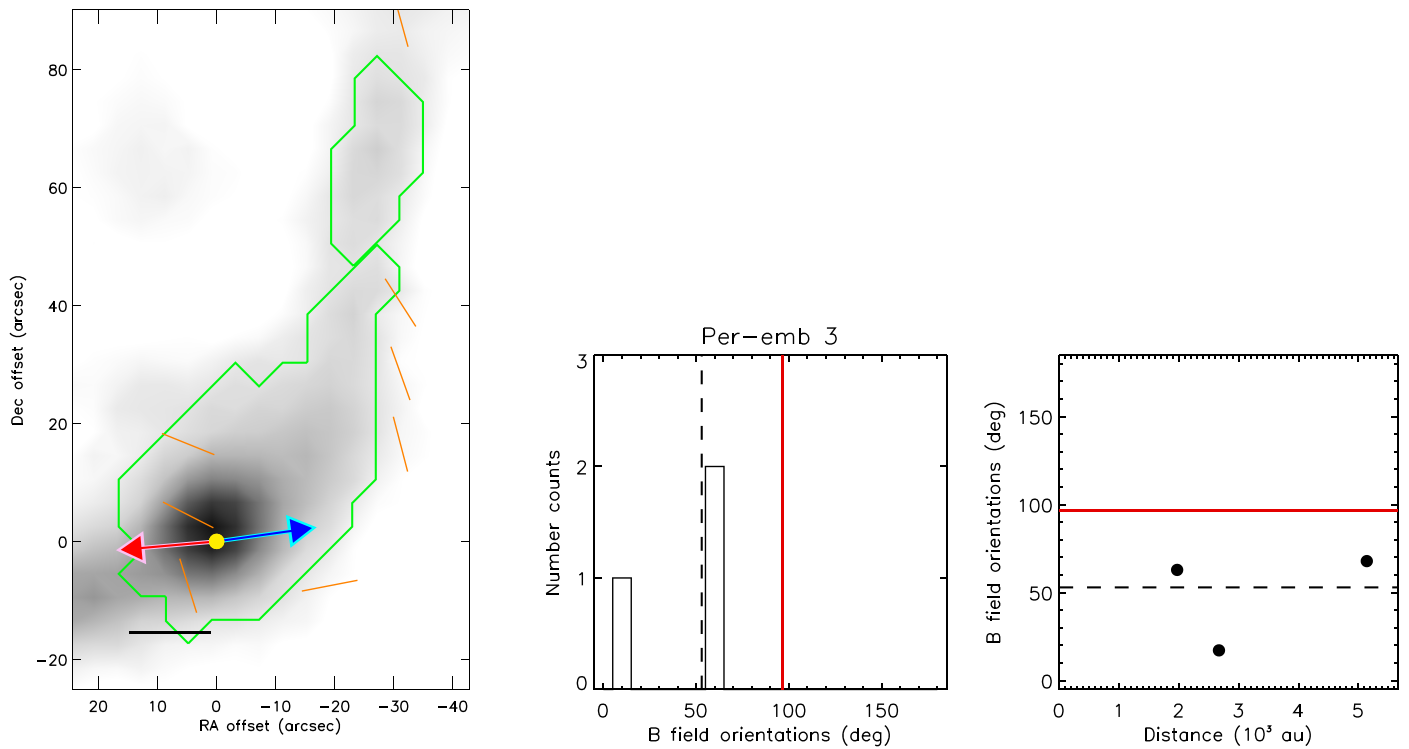 80
60
40
20
0
−20
Dec offset (arcsec)
20 10 0 −10 −20 −30 −40
RA offset (arcsec)
Per−emb 3
3
2
1
0
Number counts
0 50 100 150
B field orientations (deg)
150
100
50
0
B field orientations (deg)
0 1 2 3 4 5
Distance (10³ au)